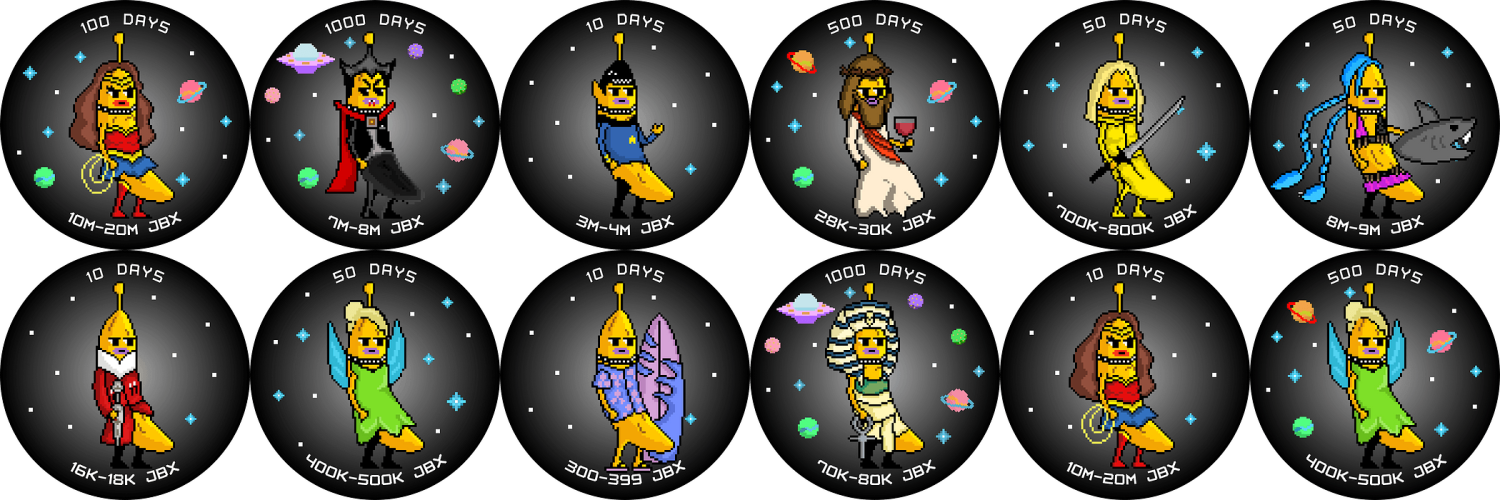 100 DAYS
10M-20M JBX
1000 DAYS
7M-8M JBX
10 DAYS
3M-4M JBX
500 DAYS
28K-30K JBX
50 DAYS
700K-800K JBX
50 DAYS
8M-9M JBX
10 DAYS
16K-18K JBX
50 DAYS
400K-500K JBX
10 DAYS
300-399 JBX
1000 DAYS
70K-80K JBX
10 DAYS
10M-20M JBX
500 DAYS
400K-500K JBX